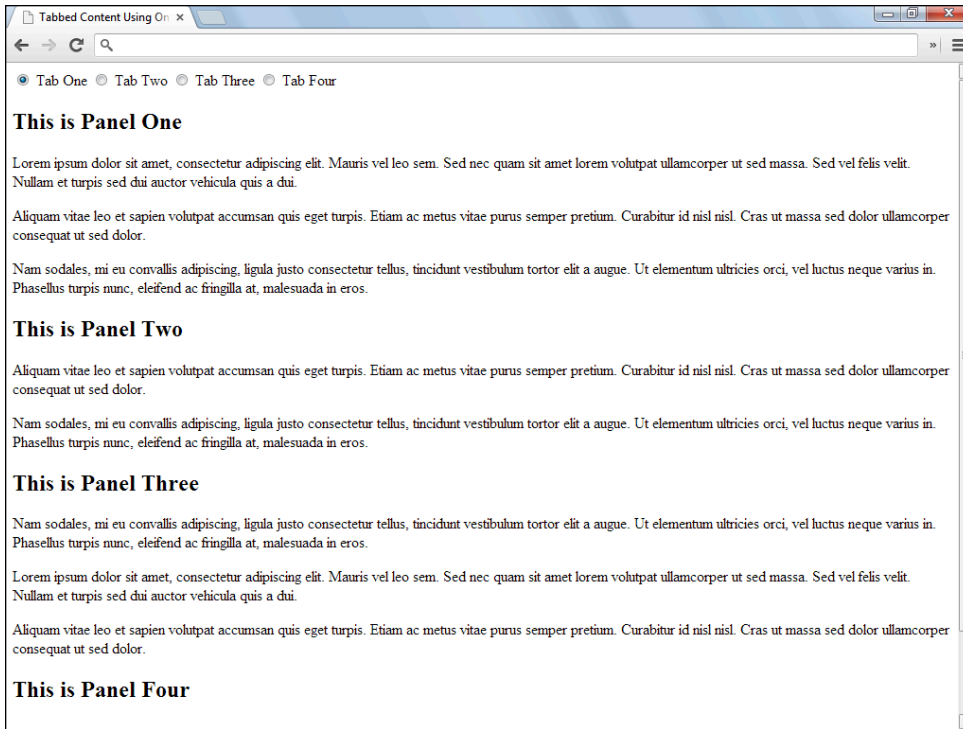 Tabbed Content Using On
Tab One Tab Two Tab Three Tab Four
This is Panel One
Lorem ipsum dolor sit amet, consectetur adipiscing elit. Mauris vel leo sem. Sed nec quam sit amet lorem volutpat ullamcorper ut sed massa. Sed vel felis velit.
Nullam et turpis sed dui auctor vehicula quis a dui.
Aliquam vitae leo et sapien volutpat accumsan quis eget turpis. Etiam ac metus vitae purus semper pretium. Curabitur id nisl nisl. Cras ut massa sed dolor ullamcorper
consequat ut sed dolor.
Nam sodales, mi eu convallis adipiscing, ligula justo consectetur tellus, tincidunt vestibulum tortor elit a augue. Ut elementum ultricies orci, vel luctus neque varius in.
Phasellus turpis nunc, eleifend ac fringilla at, malesuada in eros.
This is Panel Two
Aliquam vitae leo et sapien volutpat accumsan quis eget turpis. Etiam ac metus vitae purus semper pretium. Curabitur id nisl nisl. Cras ut massa sed dolor ullamcorper
consequat ut sed dolor.
Nam sodales, mi eu convallis adipiscing, ligula justo consectetur tellus, tincidunt vestibulum tortor elit a augue. Ut elementum ultricies orci, vel luctus neque varius in.
Phasellus turpis nunc, eleifend ac fringilla at, malesuada in eros.
This is Panel Three
Nam sodales, mi eu convallis adipiscing, ligula justo consectetur tellus, tincidunt vestibulum tortor elit a augue. Ut elementum ultricies orci, vel luctus neque varius in.
Phasellus turpis nunc, eleifend ac fringilla at, malesuada in eros.
Lorem ipsum dolor sit amet, consectetur adipiscing elit. Mauris vel leo sem. Sed nec quam sit amet lorem volutpat ullamcorper ut sed massa. Sed vel felis velit.
Nullam et turpis sed dui auctor vehicula quis a dui.
Aliquam vitae leo et sapien volutpat accumsan quis eget turpis. Etiam ac metus vitae purus semper pretium. Curabitur id nisl nisl. Cras ut massa sed dolor ullamcorper
consequat ut sed dolor.
This is Panel Four